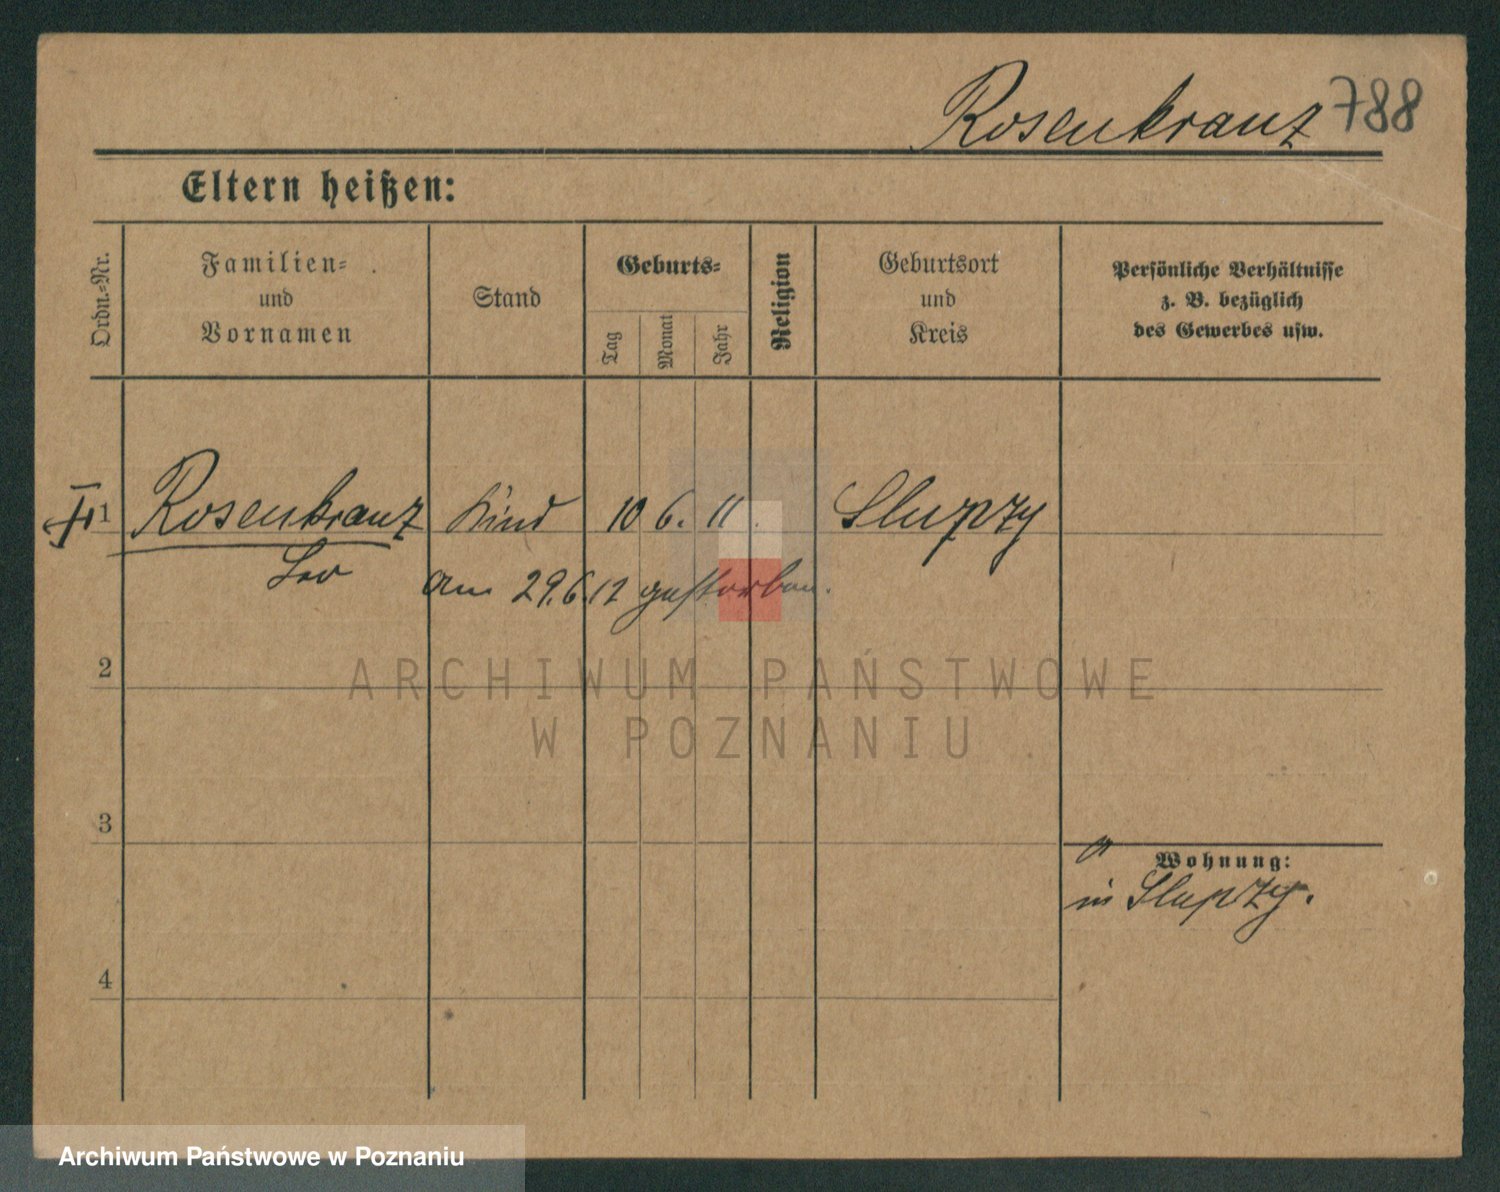 Rosenkranz 788
Eltern heißen:
Ordn.-Nr.
Familien-
und
Vornamen
Stand
Geburts-
Tag
Monat
Jahr
Religion
Geburtsort
und
Kreis
Persönliche Verhältnisse
z. B. bezüglich
des Gewerbes usw.
1 Rosenkranz Kind 10 6. 11. Slupzy
Leo am 29.6.12 gestorben.
2
ARCHIWUM PAŃSTWOWE
W POZNANIU
3
Wohnung:
in Slupzy.
4
Archiwum Państwowe w Poznaniu